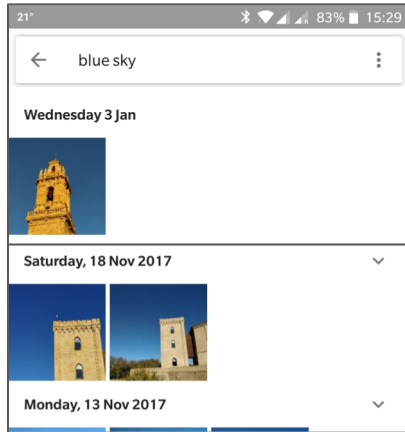 21°
83% 15:29
blue sky
Wednesday 3 Jan
Saturday, 18 Nov 2017
Monday, 13 Nov 2017